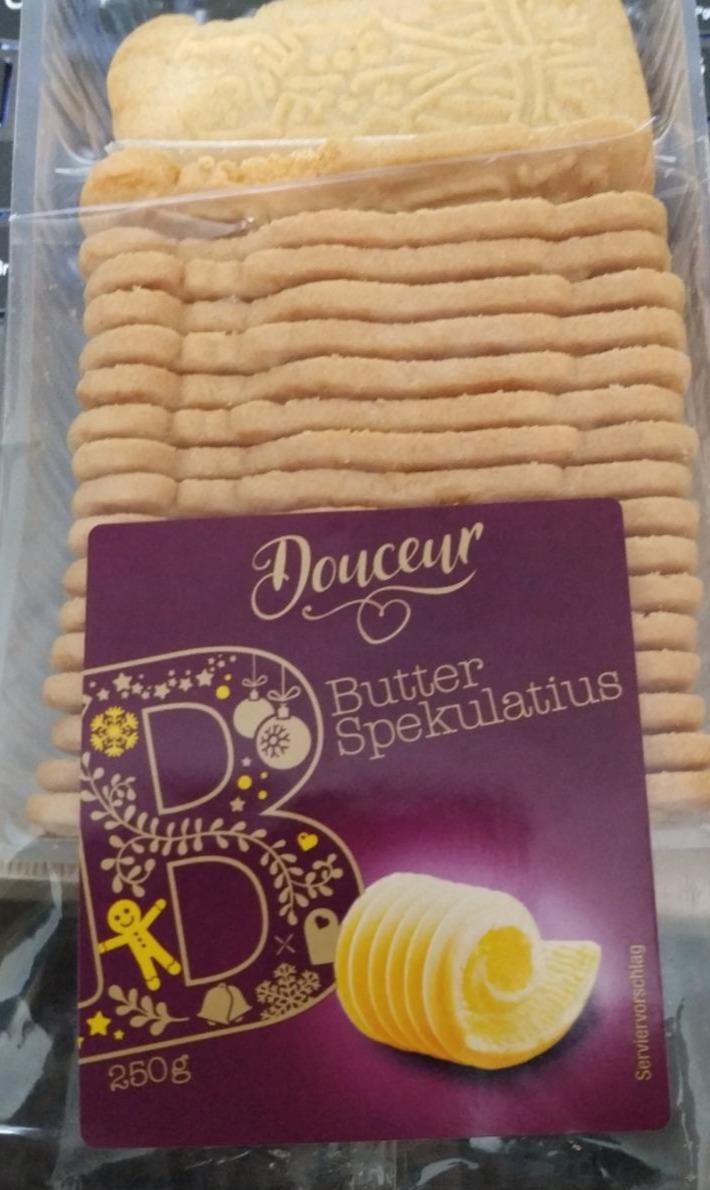 Douceur
Butter
Spekulatius
B
250g
Serviervorschlag